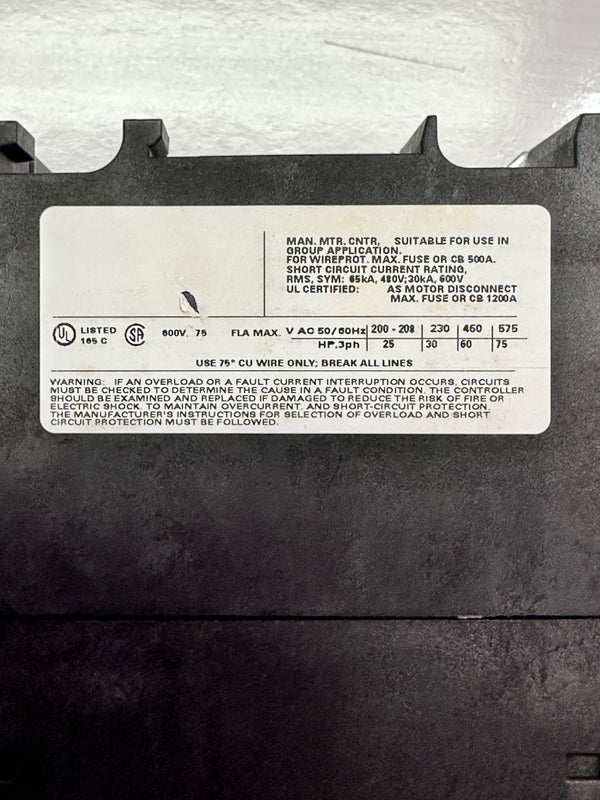 MAN. MTR. CNTR, SUITABLE FOR USE IN
GROUP APPLICATION.
FOR WIREPROT. MAX. FUSE OR CB 500A.
SHORT CIRCUIT CURRENT RATING,
RMS, SYM: 65kA, 480V;30kA, 600V
UL CERTIFIED: AS MOTOR DISCONNECT
MAX. FUSE OR CB 1200A
UL LISTED 165 C SA 600V, 75 FLA MAX. V AC 50/60Hz 200 - 208 230 460 575
HP.3ph 25 30 60 75
USE 75° CU WIRE ONLY; BREAK ALL LINES
WARNING: IF AN OVERLOAD OR A FAULT CURRENT INTERRUPTION OCCURS, CIRCUITS
MUST BE CHECKED TO DETERMINE THE CAUSE IN A FAULT CONDITION. THE CONTROLLER
SHOULD BE EXAMINED AND REPLACED IF DAMAGED TO REDUCE THE RISK OF FIRE OR
ELECTRIC SHOCK. TO MAINTAIN OVERCURRENT, AND SHORT-CIRCUIT PROTECTION,
THE MANUFACTURER'S INSTRUCTIONS FOR SELECTION OF OVERLOAD AND SHORT
CIRCUIT PROTECTION MUST BE FOLLOWED.